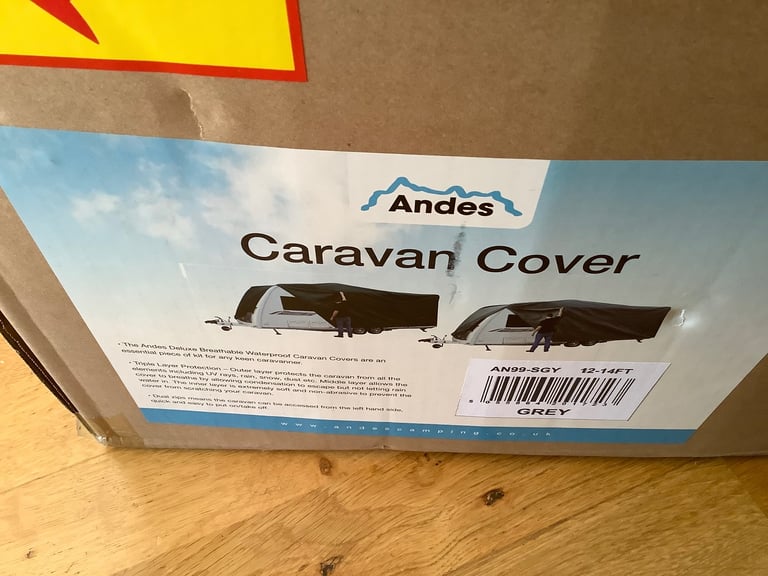 Andes
Caravan Cover
• The Andes Deluxe Breathable Waterproof Caravan Covers are an
essential piece of kit for any keen caravanner.
• Triple Layer Protection – Outer layer protects the caravan from all the
elements including UV rays, rain, snow, dust etc. Middle layer allows the
cover to breathe by allowing condensation to escape but not letting rain
water in. The inner layer is extremely soft and non-abrasive to prevent the
cover from scratching your caravan.
• Dual zips means the caravan can be accessed from the left hand side,
quick and easy to put on/take off.
AN99-SGY 12-14FT
GREY
www.andescamping.co.uk